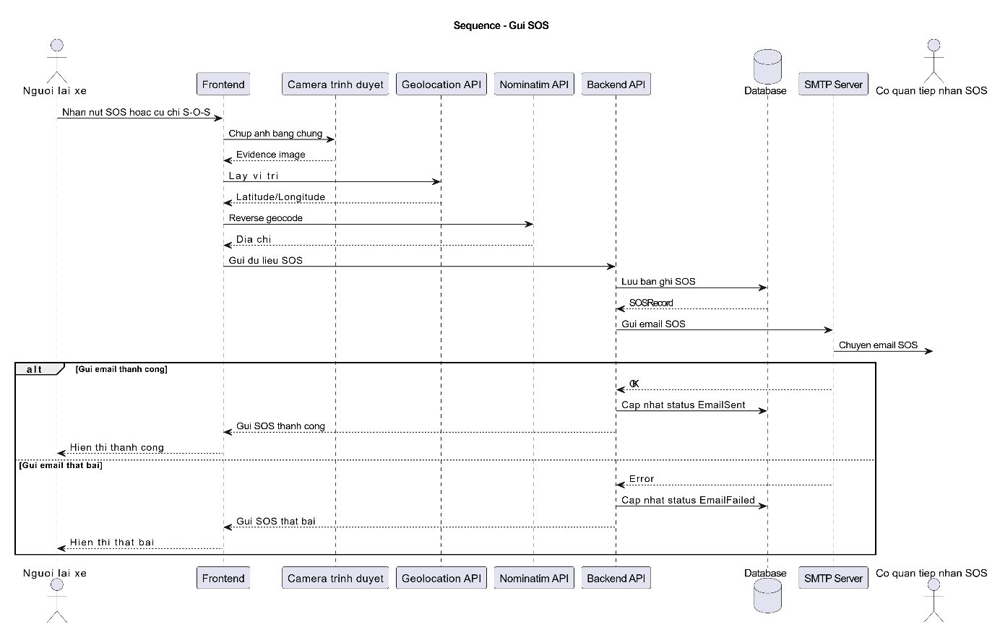 Sequence - Gui SOS
Nguoi lai xe
Frontend
Camera trinh duyet
Geolocation API
Nominatim API
Backend API
Database
SMTP Server
Co quan tiep nhan SOS
Nhan nut SOS hoac cu chi S-O-S
Chup anh bang chung
Evidence image
Lay vi tri
Latitude/Longitude
Reverse geocode
Dia chi
Gui du lieu SOS
Luu ban ghi SOS
SOSRecord
Gui email SOS
Chuyen email SOS
alt [Gui email thanh cong]
OK
Cap nhat status EmailSent
Gui SOS thanh cong
Hien thi thanh cong
[Gui email that bai]
Error
Cap nhat status EmailFailed
Gui SOS that bai
Hien thi that bai
Nguoi lai xe
Frontend
Camera trinh duyet
Geolocation API
Nominatim API
Backend API
Database
SMTP Server
Co quan tiep nhan SOS